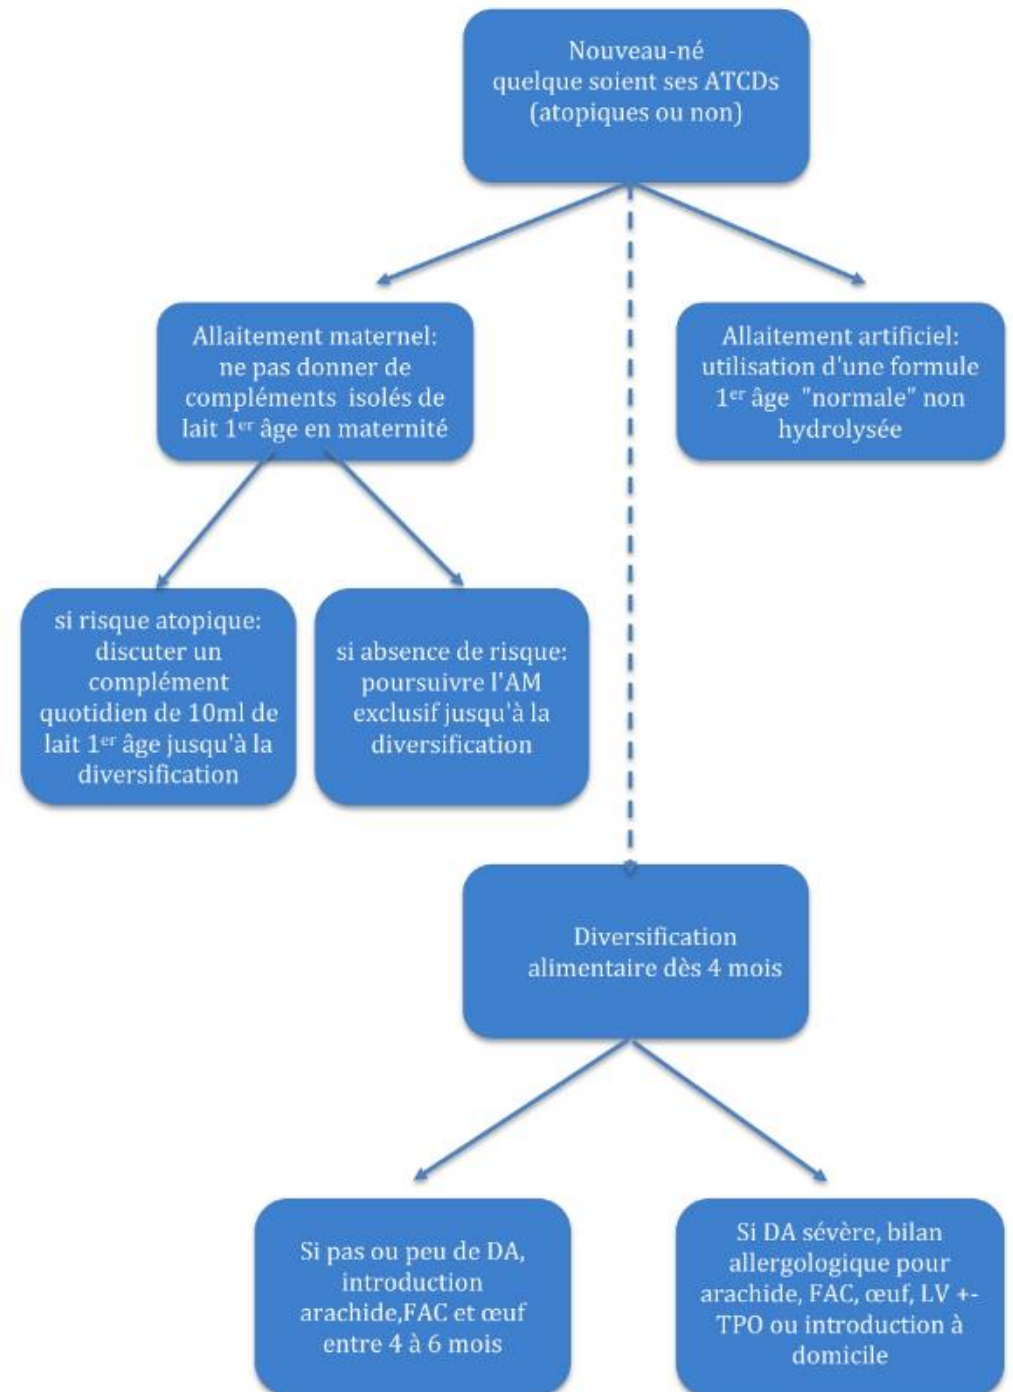 Nouveau-né
quelque soient ses ATCDs
(atopiques ou non)
Allaitement maternel:
ne pas donner de
compléments isolés de
lait 1er âge en maternité
Allaitement artificiel:
utilisation d'une formule
1er âge "normale" non
hydrolysée
si risque atopique:
discuter un
complément
quotidien de 10ml de
lait 1er âge jusqu'à la
diversification
si absence de risque:
poursuivre l'AM
exclusif jusqu'à la
diversification
Diversification
alimentaire dès 4 mois
Si pas ou peu de DA,
introduction
arachide,FAC et œuf
entre 4 à 6 mois
Si DA sévère, bilan
allergologique pour
arachide, FAC, œuf, LV +-
TPO ou introduction à
domicile